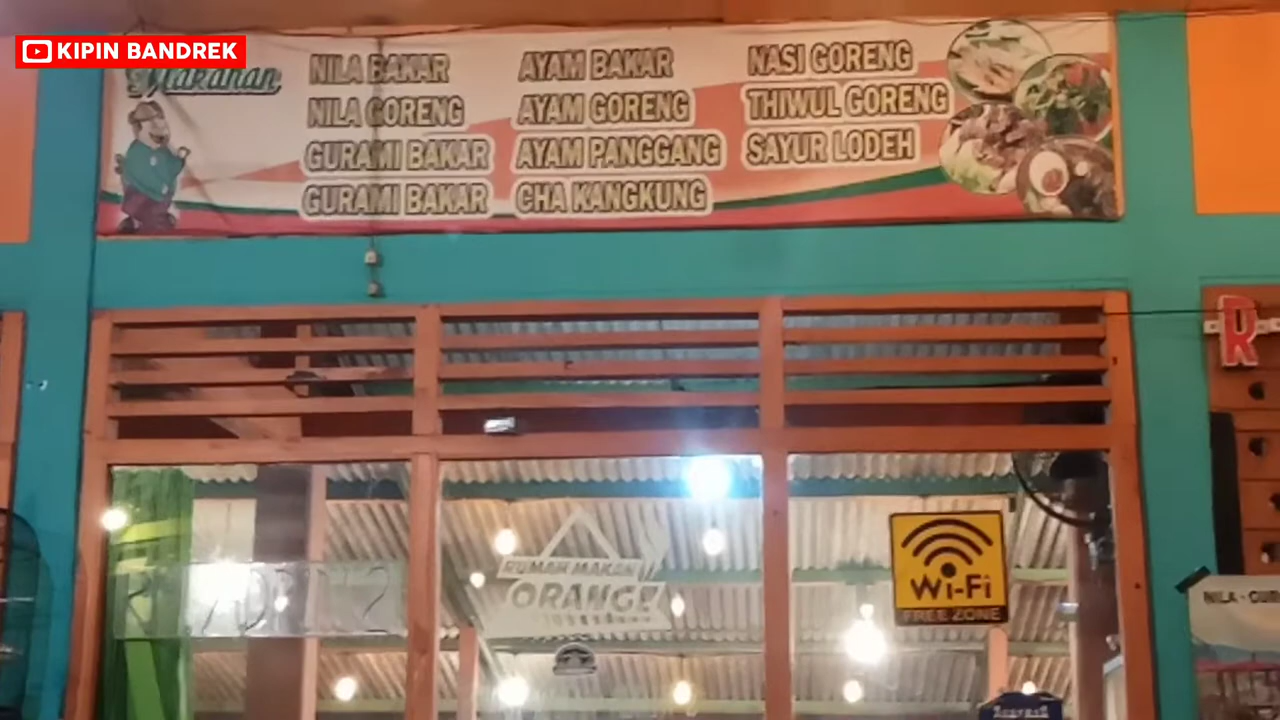 KIPIN BANDREK
Makanan
NILA BAKAR
NILA GORENG
GURAMI BAKAR
GURAMI BAKAR
AYAM BAKAR
AYAM GORENG
AYAM PANGGANG
CHA KANGKUNG
NASI GORENG
THIWUL GORENG
SAYUR LODEH
R
RUMAH MAKAN
ORANGE
Wi-Fi
FREE ZONE
NILA - GUR